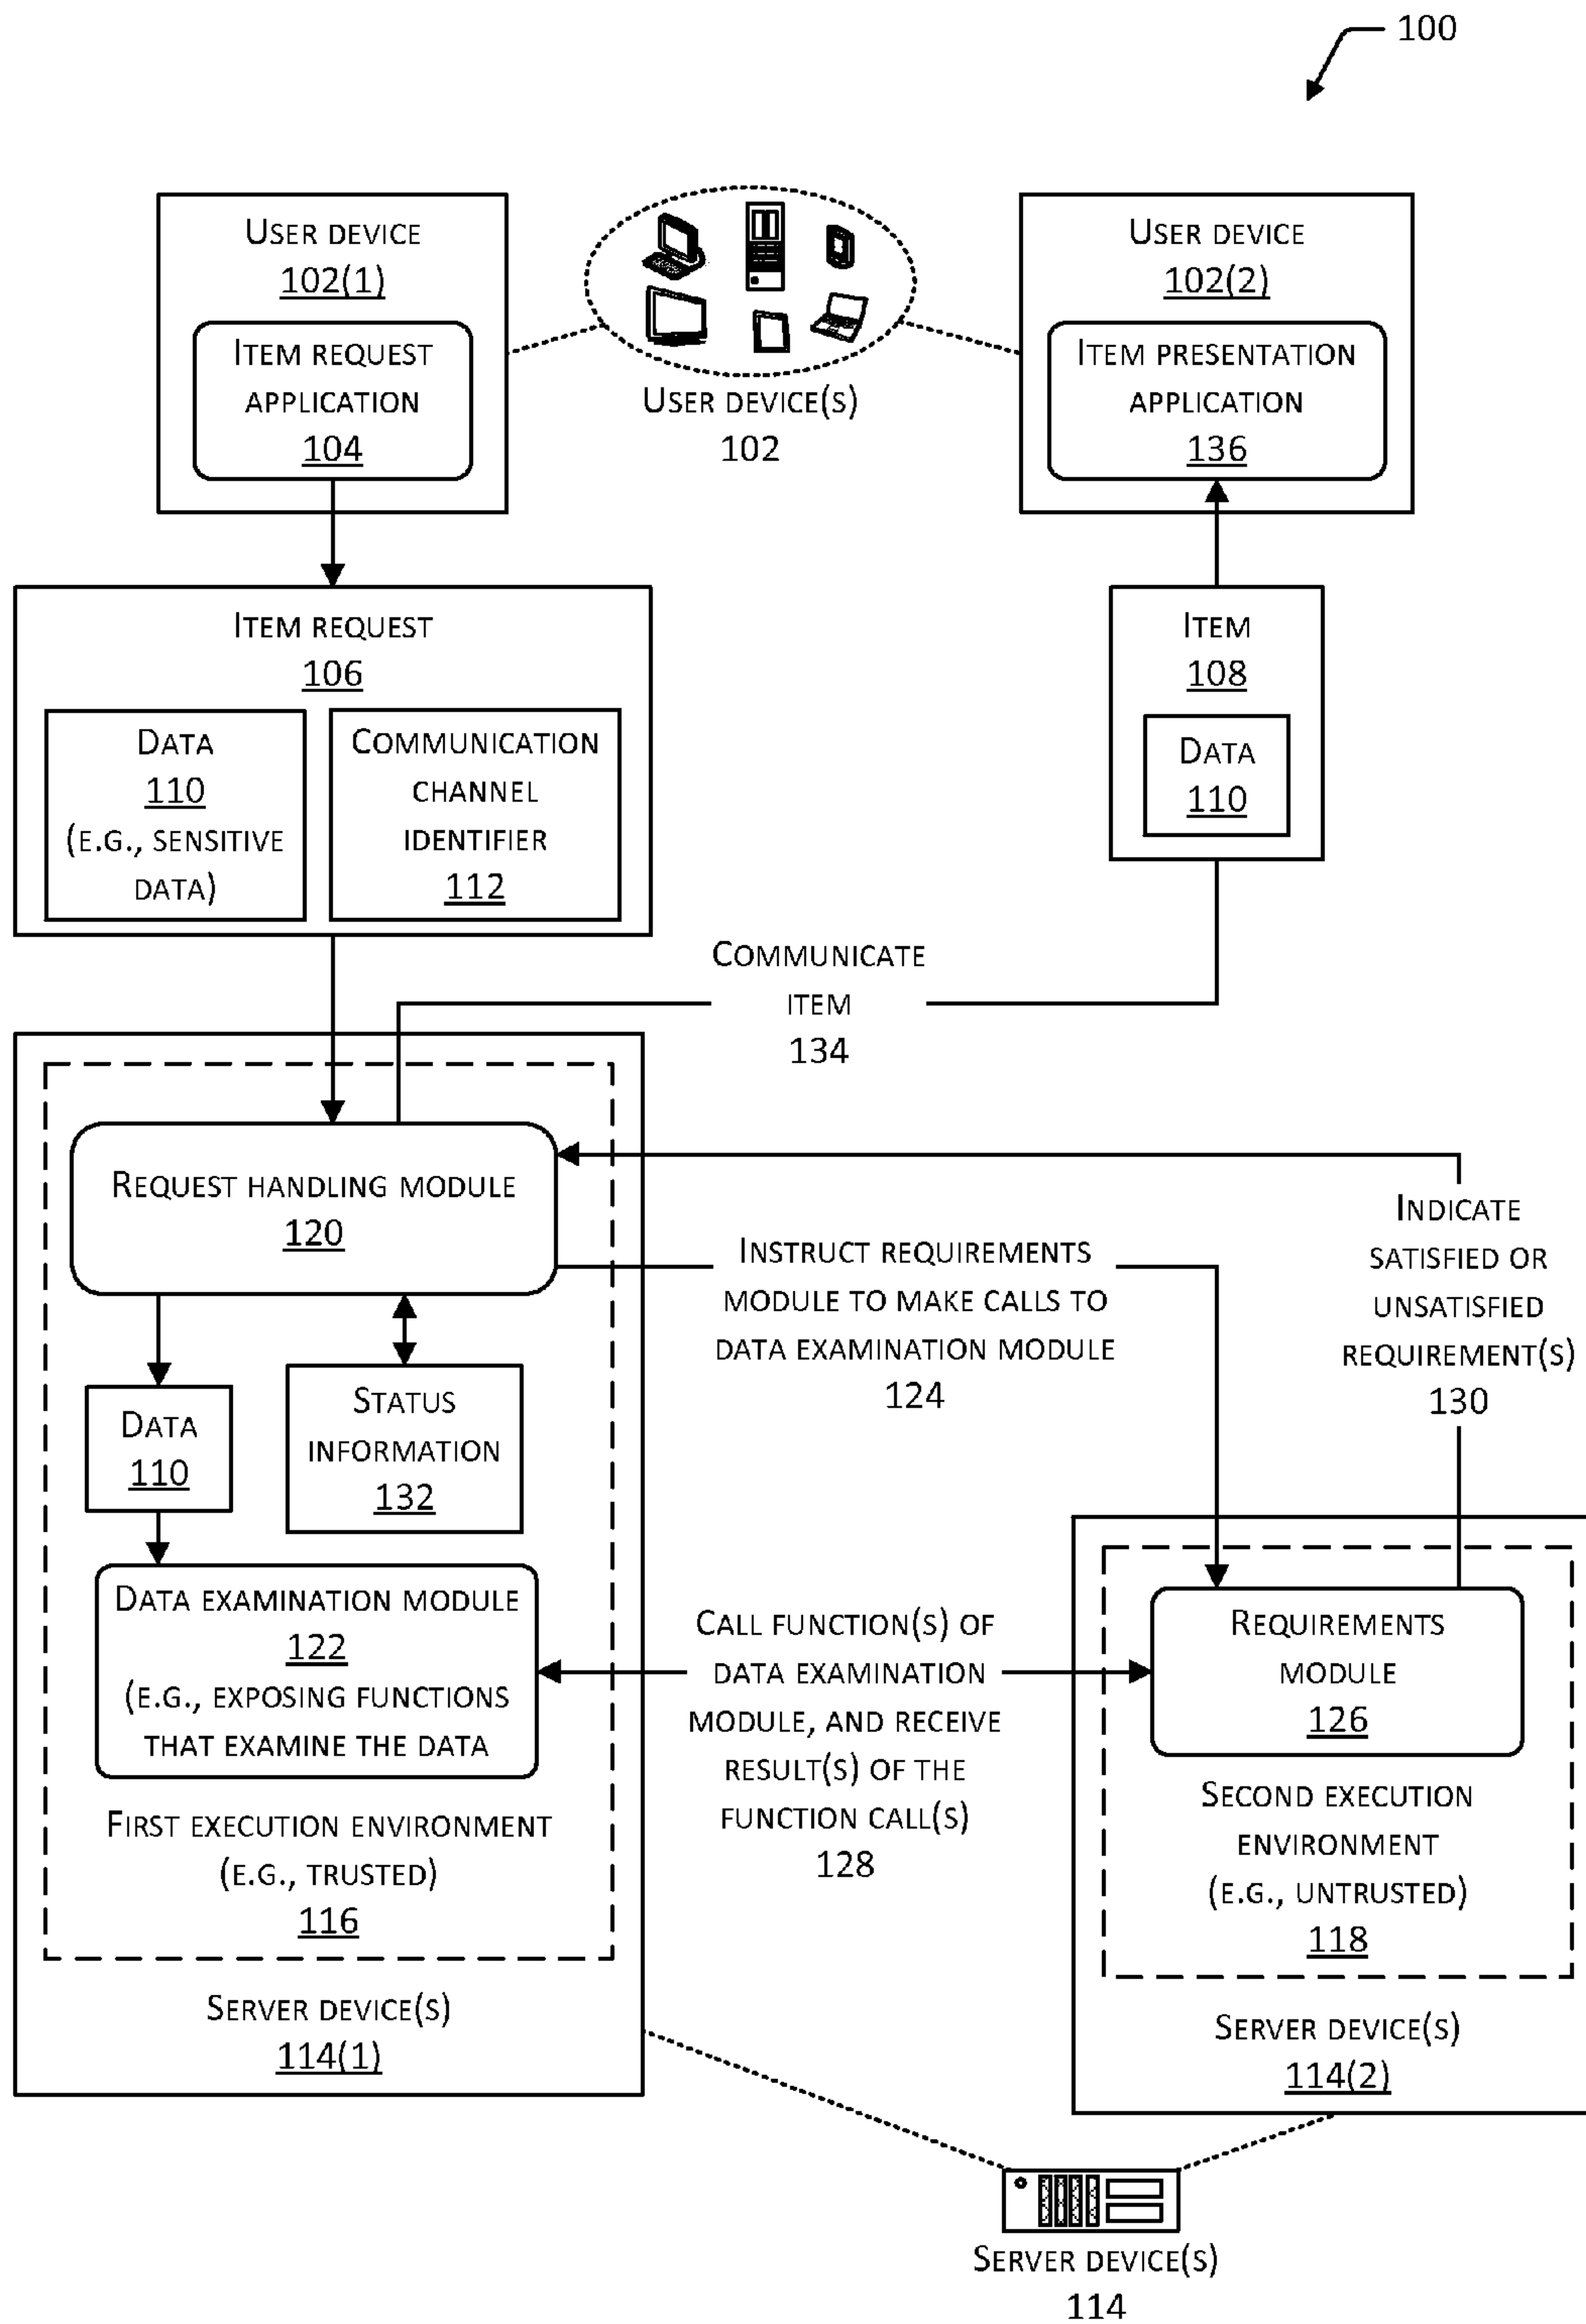 100
USER DEVICE
102(1)
ITEM REQUEST
APPLICATION
104
USER DEVICE(S)
102
USER DEVICE
102(2)
ITEM PRESENTATION
APPLICATION
136
ITEM REQUEST
106
DATA
110
(E.G., SENSITIVE
DATA)
COMMUNICATION
CHANNEL
IDENTIFIER
112
ITEM
108
DATA
110
COMMUNICATE
ITEM
134
REQUEST HANDLING MODULE
120
INSTRUCT REQUIREMENTS
MODULE TO MAKE CALLS TO
DATA EXAMINATION MODULE
124
INDICATE
SATISFIED OR
UNSATISFIED
REQUIREMENT(S)
130
DATA
110
STATUS
INFORMATION
132
DATA EXAMINATION MODULE
122
(E.G., EXPOSING FUNCTIONS
THAT EXAMINE THE DATA
CALL FUNCTION(S) OF
DATA EXAMINATION
MODULE, AND RECEIVE
RESULT(S) OF THE
FUNCTION CALL(S)
128
REQUIREMENTS
MODULE
126
FIRST EXECUTION ENVIRONMENT
(E.G., TRUSTED)
116
SECOND EXECUTION
ENVIRONMENT
(E.G., UNTRUSTED)
118
SERVER DEVICE(S)
114(1)
SERVER DEVICE(S)
114(2)
SERVER DEVICE(S)
114